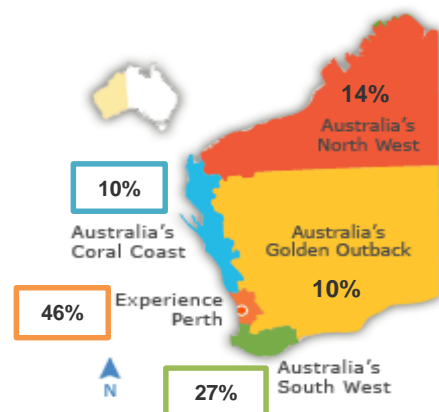 14%
Australia's
North West
10%
Australia's
Coral Coast
Australia's
Golden Outback
10%
46%
Experience
Perth
N
27%
Australia's
South West